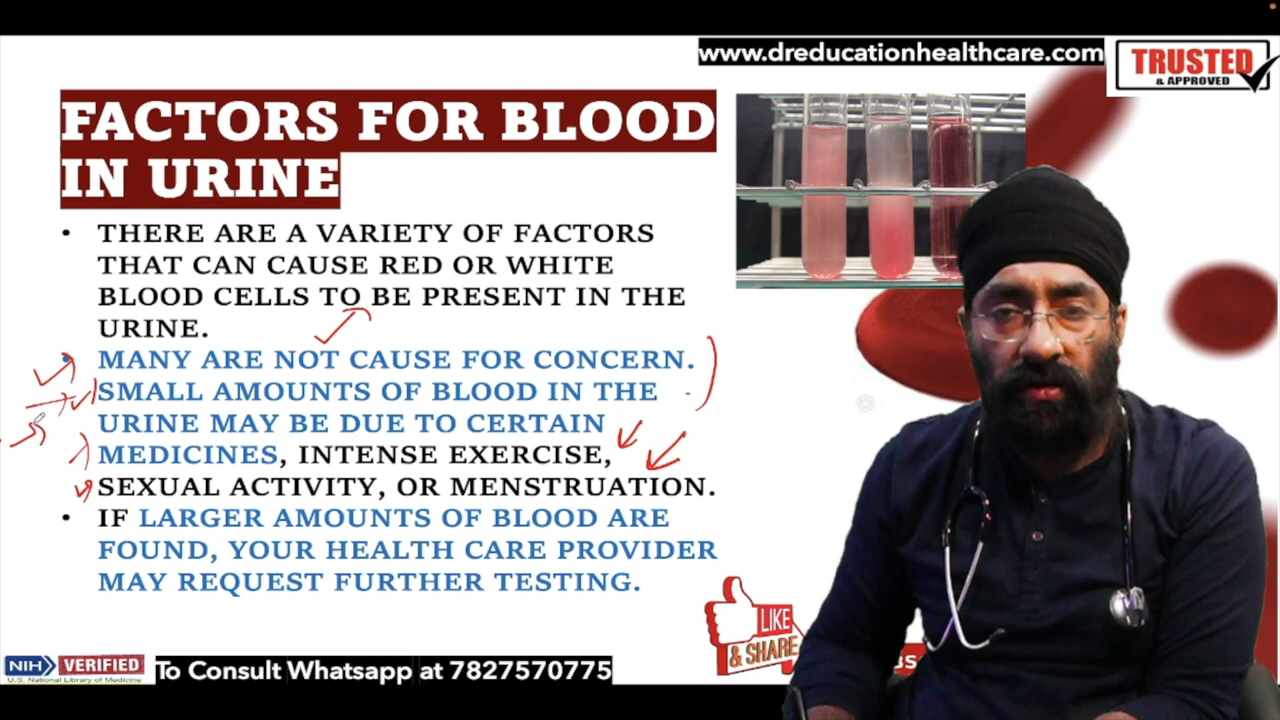 www.dreducationhealthcare.com
TRUSTED
& APPROVED
FACTORS FOR BLOOD
IN URINE
• THERE ARE A VARIETY OF FACTORS
THAT CAN CAUSE RED OR WHITE
BLOOD CELLS TO BE PRESENT IN THE
URINE.
• MANY ARE NOT CAUSE FOR CONCERN.
SMALL AMOUNTS OF BLOOD IN THE
URINE MAY BE DUE TO CERTAIN
MEDICINES, INTENSE EXERCISE,
SEXUAL ACTIVITY, OR MENSTRUATION.
• IF LARGER AMOUNTS OF BLOOD ARE
FOUND, YOUR HEALTH CARE PROVIDER
MAY REQUEST FURTHER TESTING.
LIKE
& SHARE
NIH VERIFIED
U.S. National Library of Medicine
To Consult Whatsapp at 7827570775